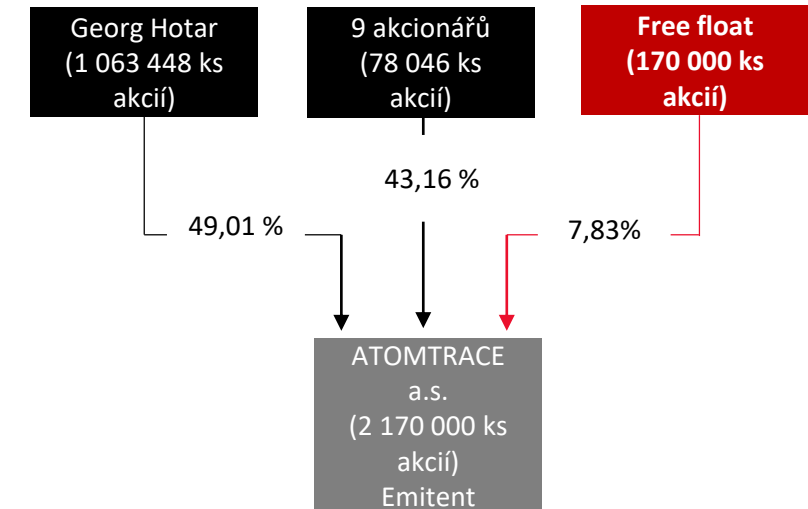 Georg Hotar
(1 063 448 ks
akcií)
9 akcionářů
(78 046 ks
akcií)
Free float
(170 000 ks
akcií)
43,16 %
49,01 %
7,83%
ATOMTRACE
a.s.
(2 170 000 ks
akcií)
Emitent